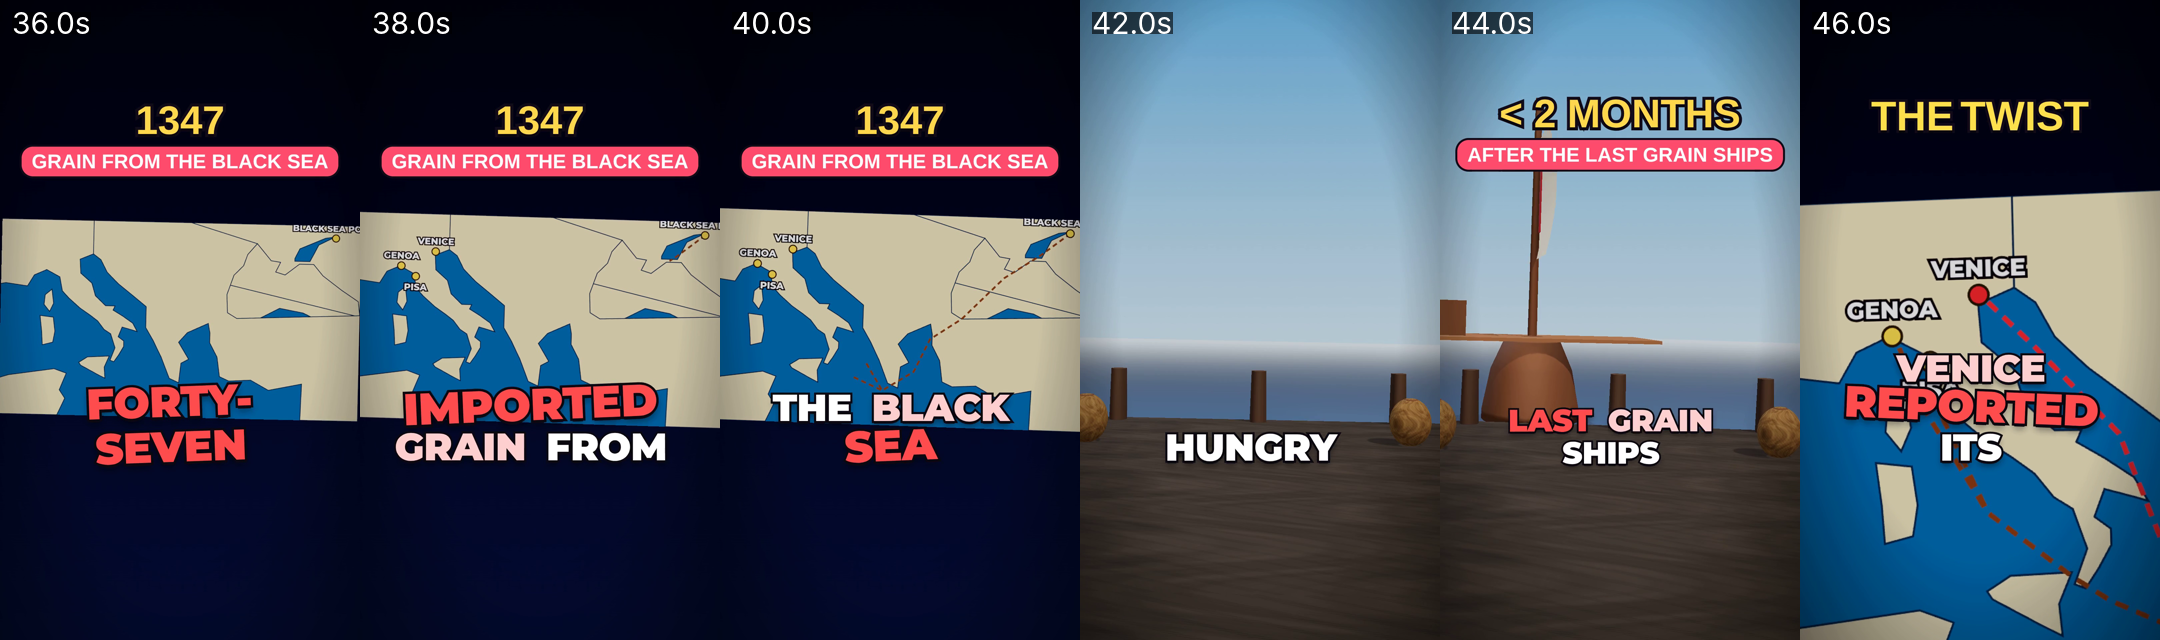 36.0s
1347
GRAIN FROM THE BLACK SEA
BLACK SEA PO
FORTY-
SEVEN
38.0s
1347
GRAIN FROM THE BLACK SEA
BLACK SEA
VENICE
GENOA
PISA
IMPORTED
GRAIN FROM
40.0s
1347
GRAIN FROM THE BLACK SEA
BLACK SEA
VENICE
GENOA
PISA
THE BLACK
SEA
42.0s
HUNGRY
44.0s
< 2 MONTHS
AFTER THE LAST GRAIN SHIPS
LAST GRAIN
SHIPS
46.0s
THE TWIST
VENICE
GENOA
VENICE
REPORTED
ITS